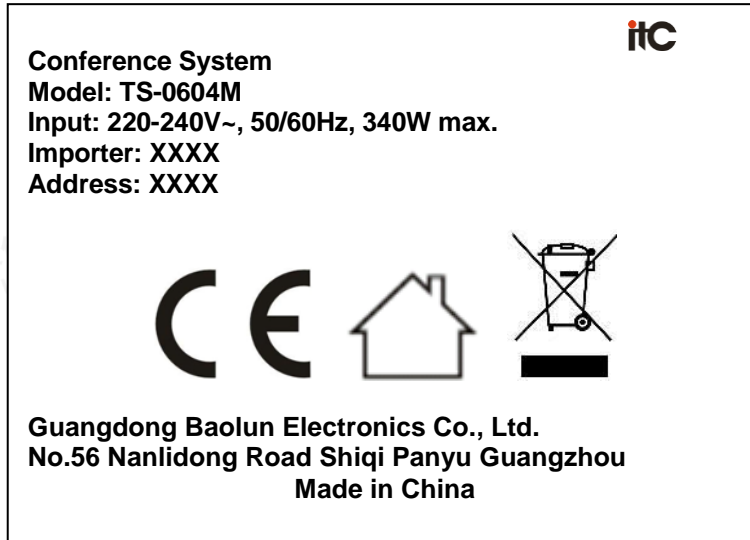 itC
Conference System
Model: TS-0604M
Input: 220-240V~, 50/60Hz, 340W max.
Importer: XXXX
Address: XXXX
CE
Guangdong Baolun Electronics Co., Ltd.
No.56 Nanlidong Road Shiqi Panyu Guangzhou
Made in China